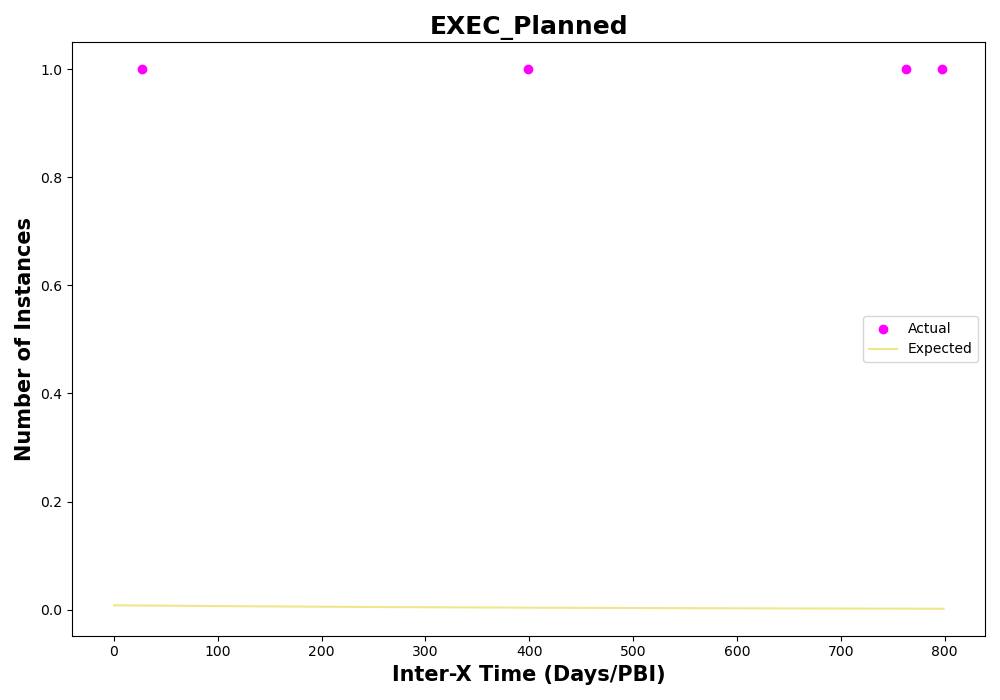 EXEC_Planned
Number of Instances
1.0
0.8
0.6
0.4
0.2
0.0
Actual
Expected
0 100 200 300 400 500 600 700 800
Inter-X Time (Days/PBI)